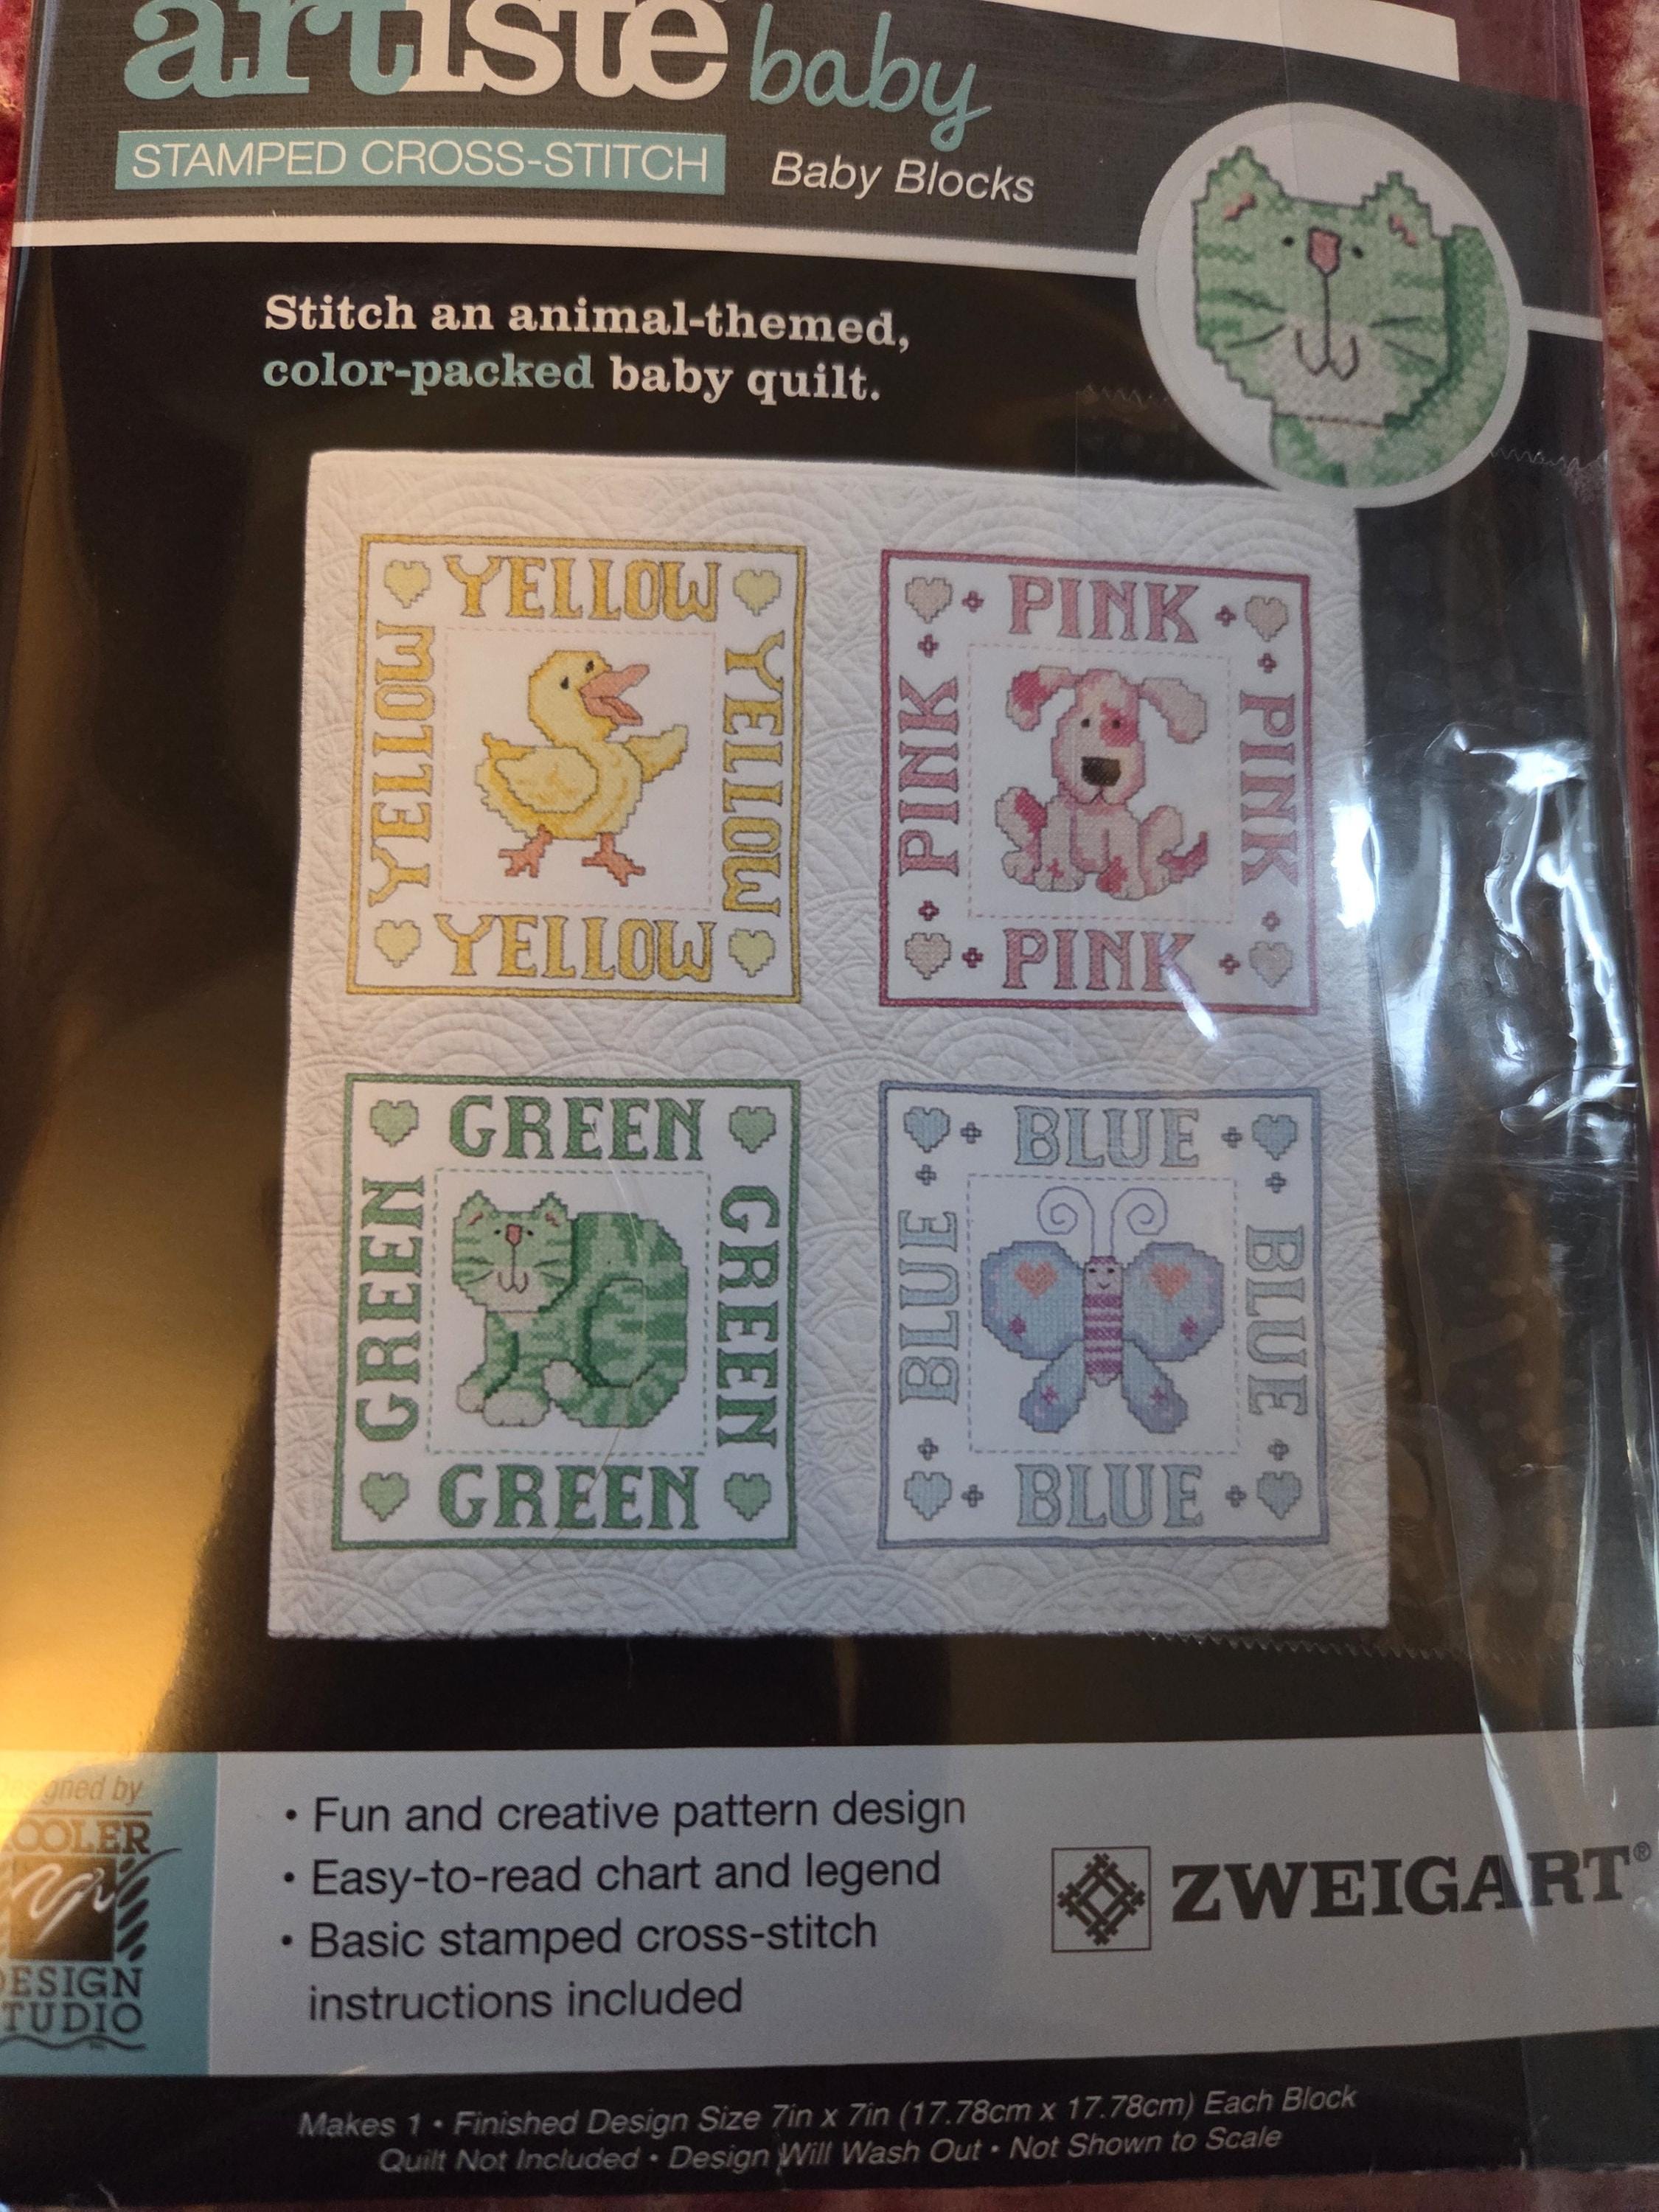 artiste baby
STAMPED CROSS-STITCH Baby Blocks
Stitch an animal-themed,
color-packed baby quilt.
YELLOW
YELLOW
YELLOW
YELLOW
PINK
PINK
PINK
PINK
GREEN
GREEN
GREEN
GREEN
BLUE
BLUE
BLUE
BLUE
Designed by
OOLER
DESIGN
TUDIO
• Fun and creative pattern design
• Easy-to-read chart and legend
• Basic stamped cross-stitch
instructions included
ZWEIGART®
Makes 1 • Finished Design Size 7in x 7in (17.78cm x 17.78cm) Each Block
Quilt Not Included • Design Will Wash Out • Not Shown to Scale